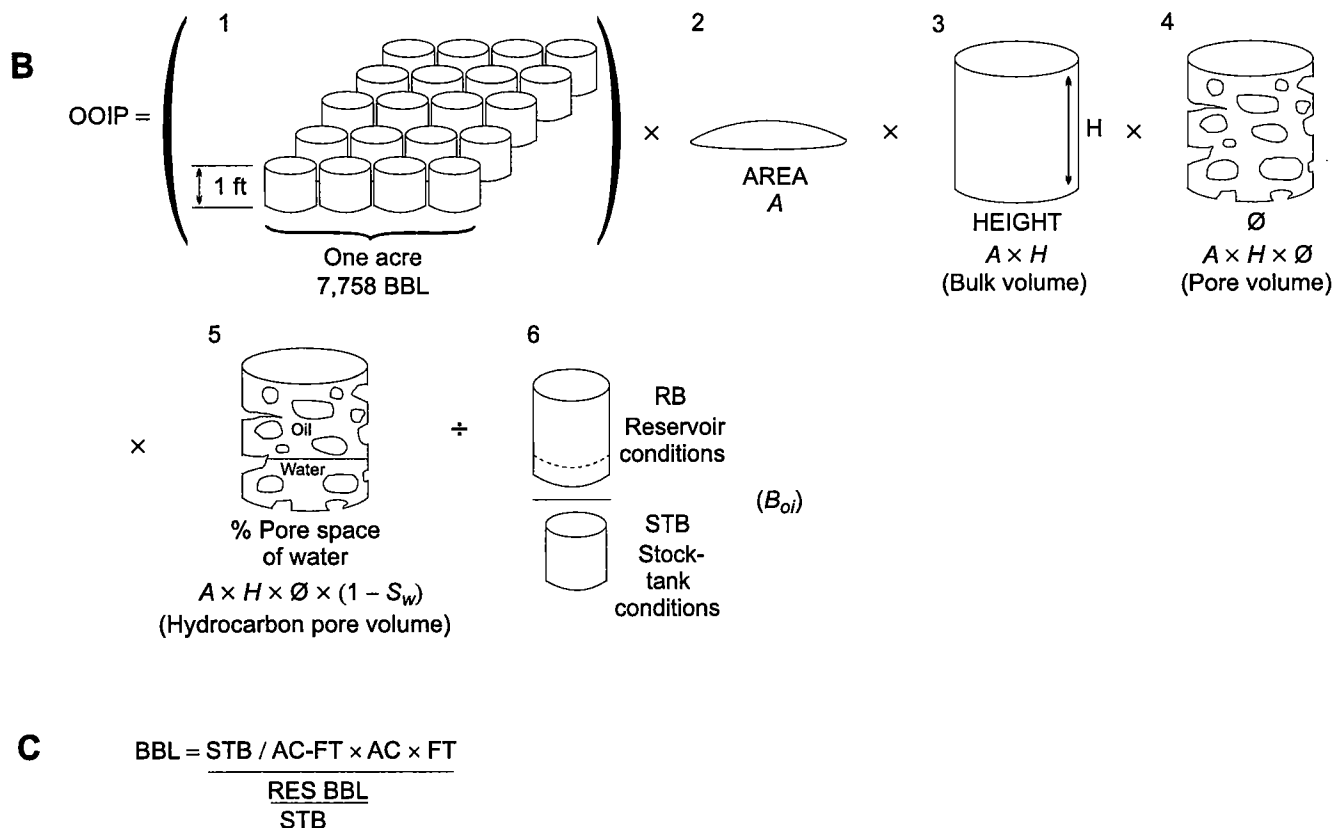 B
OOIP =
1
1 ft
One acre
7,758 BBL
×
2
AREA
A
×
3
H
HEIGHT
A × H
(Bulk volume)
×
4
Ø
A × H × Ø
(Pore volume)
×
5
Oil
Water
% Pore space
of water
A × H × Ø × (1 – Sw)
(Hydrocarbon pore volume)
÷
6
RB
Reservoir
conditions
STB
Stock-
tank
conditions
(Boi)
C
BBL = STB / AC-FT × AC × FT
RES BBL
STB